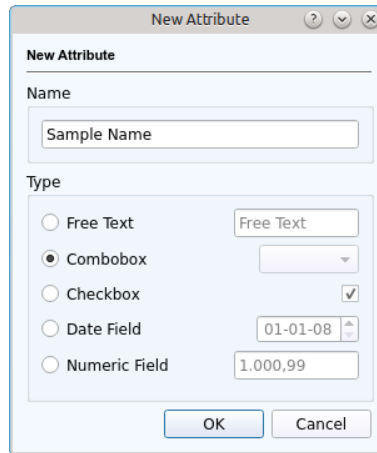 New Attribute
New Attribute
Name
Sample Name
Type
Free Text Free Text
Combobox
Checkbox
Date Field 01-01-08
Numeric Field 1.000,99
OK Cancel